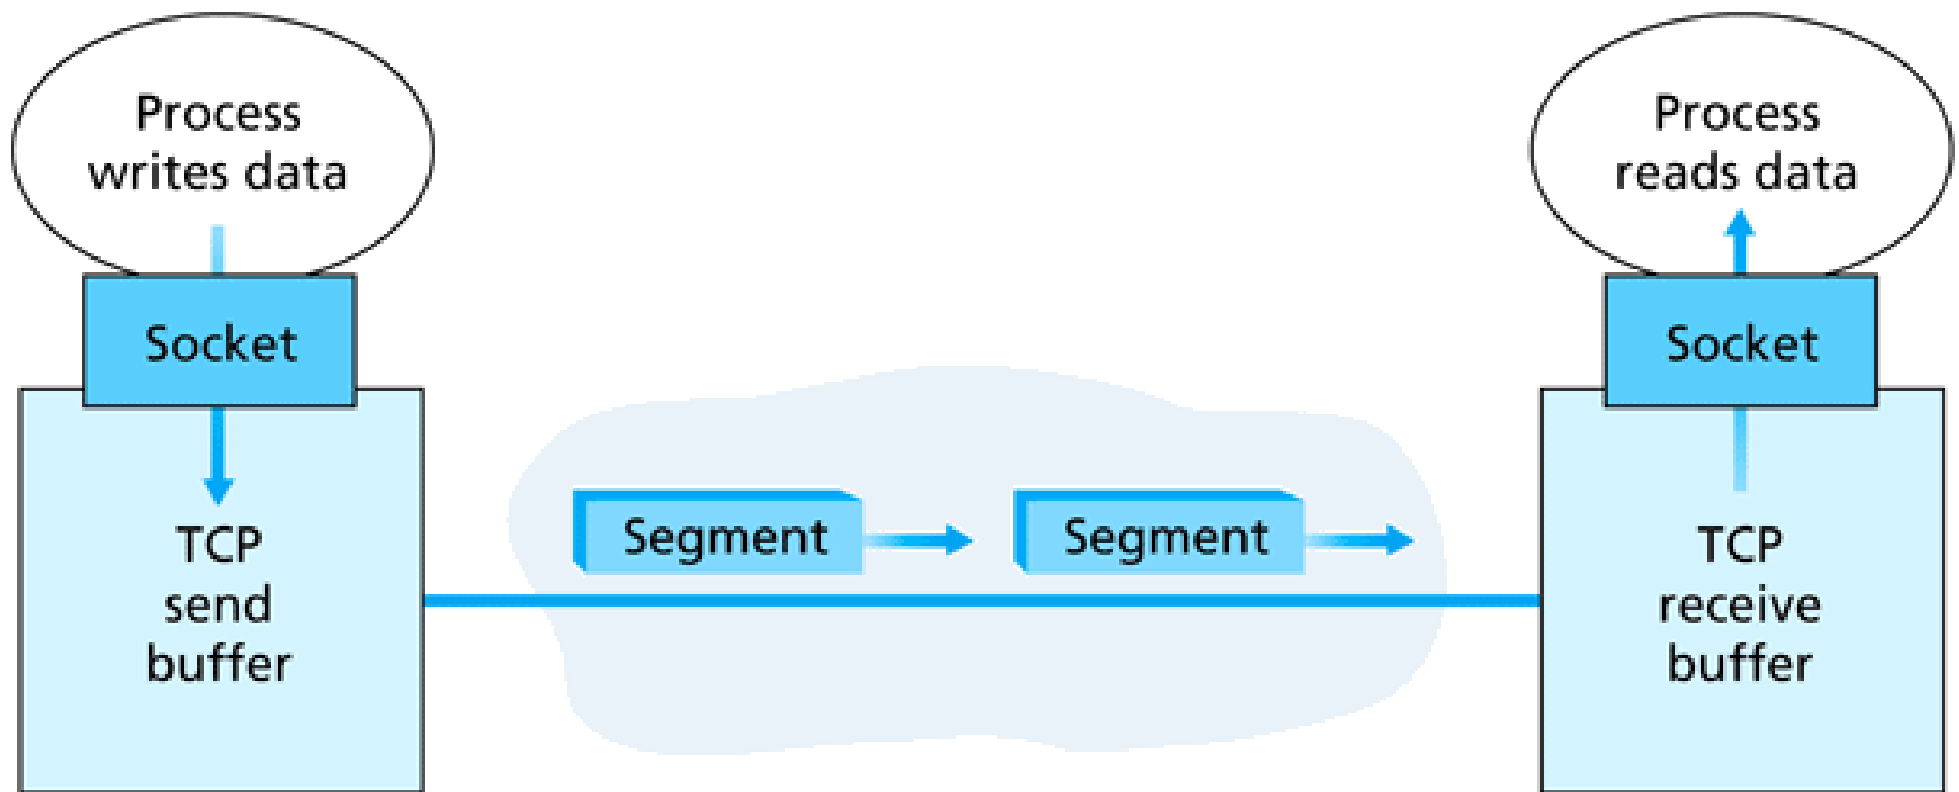 Process
writes data
Socket
TCP
send
buffer
Segment
Segment
Process
reads data
Socket
TCP
receive
buffer